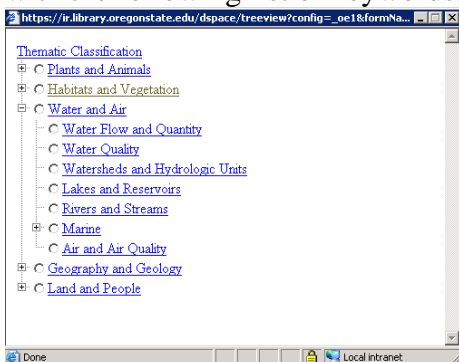 https://ir.library.oregonstate.edu/dspace/treeview?config=_oe1&formNa...
Thematic Classification
Plants and Animals
Habitats and Vegetation
Water and Air
Water Flow and Quantity
Water Quality
Watersheds and Hydrologic Units
Lakes and Reservoirs
Rivers and Streams
Marine
Air and Air Quality
Geography and Geology
Land and People
Done
Local intranet